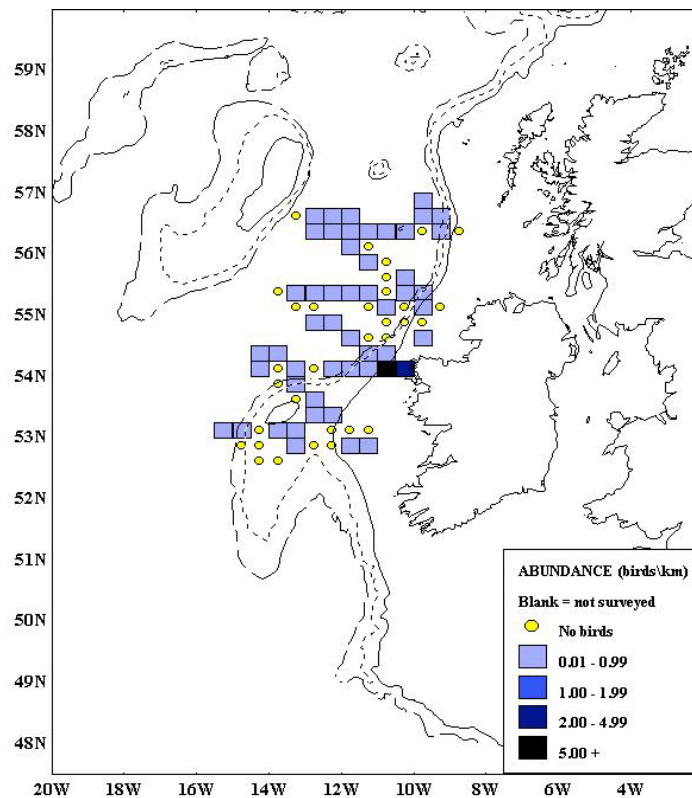 59N
58N
57N
56N
55N
54N
53N
52N
51N
50N
49N
48N
ABUNDANCE (birds\km)
Blank = not surveyed
No birds
0.01 - 0.99
1.00 - 1.99
2.00 - 4.99
5.00 +
20W 18W 16W 14W 12W 10W 8W 6W 4W